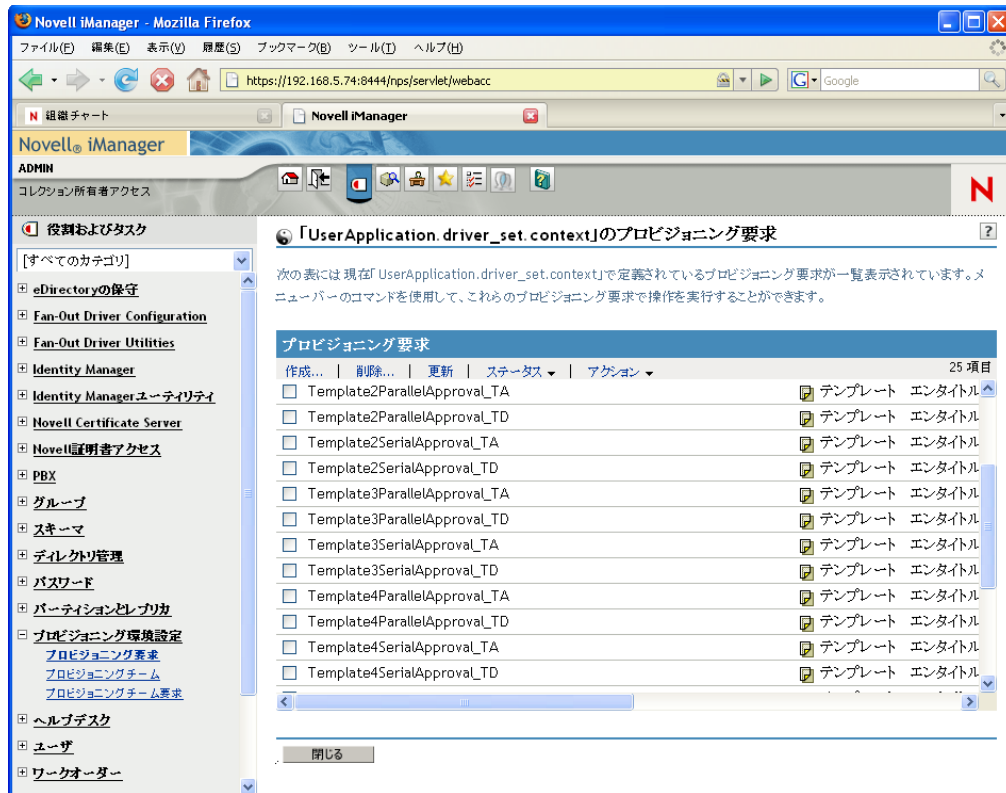 Novell iManager - Mozilla Firefox
ファイル(F) 編集(E) 表示(V) 履歴(S) ブックマーク(B) ツール(T) ヘルプ(H)
https://192.168.5.74:8444/nps/servlet/webacc
G Google
N 組織チャート
Novell iManager
Novell® iManager
ADMIN
コレクション所有者アクセス
N
役割およびタスク
[すべてのカテゴリ]
eDirectoryの保守
Fan-Out Driver Configuration
Fan-Out Driver Utilities
Identity Manager
Identity Managerユーティリティ
Novell Certificate Server
Novell証明書アクセス
PBX
グループ
スキーマ
ディレクトリ管理
パスワード
パーティションとレプリカ
プロビジョニング環境設定
プロビジョニング要求
プロビジョニングチーム
プロビジョニングチーム要求
ヘルプデスク
ユーザ
ワークオーダー
「UserApplication.driver_set.context」のプロビジョニング要求
?
次の表には現在「UserApplication.driver_set.context」で定義されているプロビジョニング要求が一覧表示されています。メ
ニューバーのコマンドを使用して、これらのプロビジョニング要求で操作を実行することができます。
プロビジョニング要求
作成... | 削除... | 更新 | ステータス | アクション 25 項目
Template2ParallelApproval_TA テンプレート エンタイトル
Template2ParallelApproval_TD テンプレート エンタイトル
Template2SerialApproval_TA テンプレート エンタイトル
Template2SerialApproval_TD テンプレート エンタイトル
Template3ParallelApproval_TA テンプレート エンタイトル
Template3ParallelApproval_TD テンプレート エンタイトル
Template3SerialApproval_TA テンプレート エンタイトル
Template3SerialApproval_TD テンプレート エンタイトル
Template4ParallelApproval_TA テンプレート エンタイトル
Template4ParallelApproval_TD テンプレート エンタイトル
Template4SerialApproval_TA テンプレート エンタイトル
Template4SerialApproval_TD テンプレート エンタイトル
閉じる